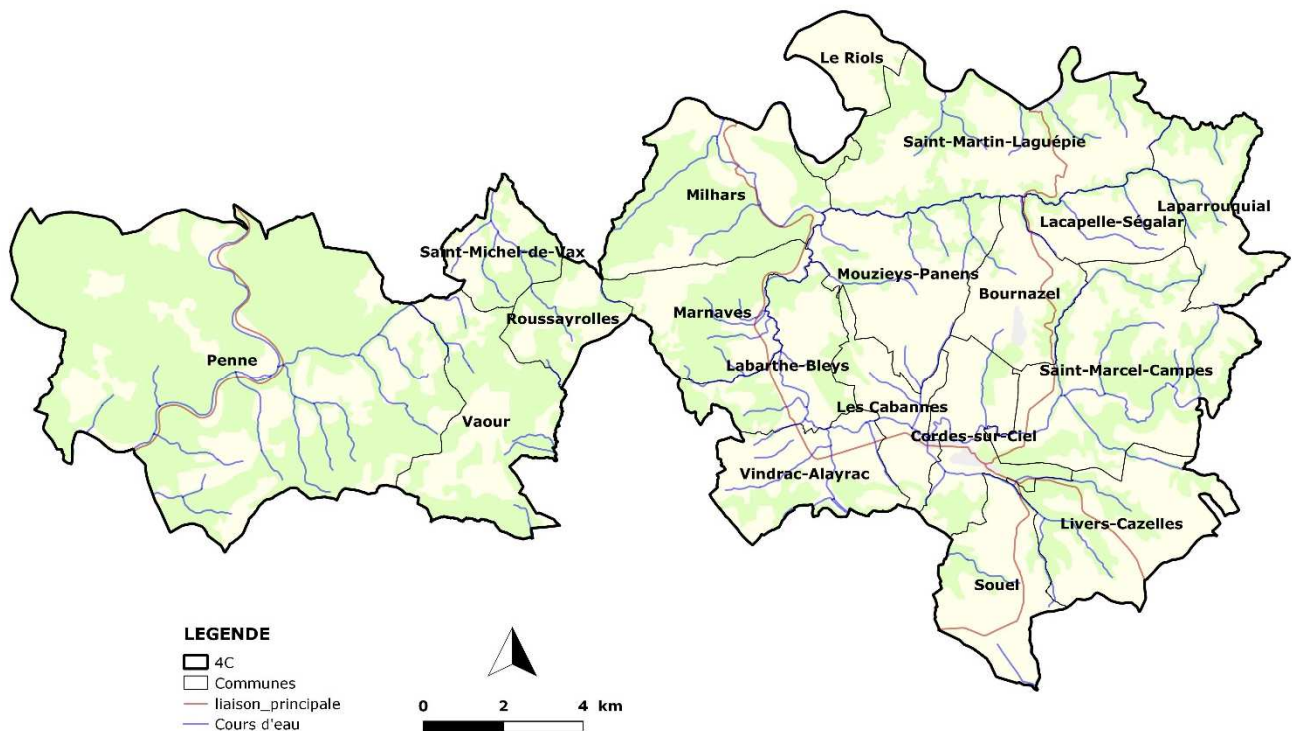 Le Riols
Saint-Martin-Laguépie
Milhars
Laparrouquial
Lacapelle-Ségalar
Saint-Michel-de-Vax
Mouzieys-Panens
Bournazel
Marnaves
Roussayrolles
Penne
Labarthe-Bleys
Saint-Marcel-Campes
Les Cabannes
Vaour
Cordes-sur-Ciel
Vindrac-Alayrac
Livers-Cazelles
Souel
LEGENDE
4C
Communes
liaison_principale
Cours d'eau
0 2 4 km